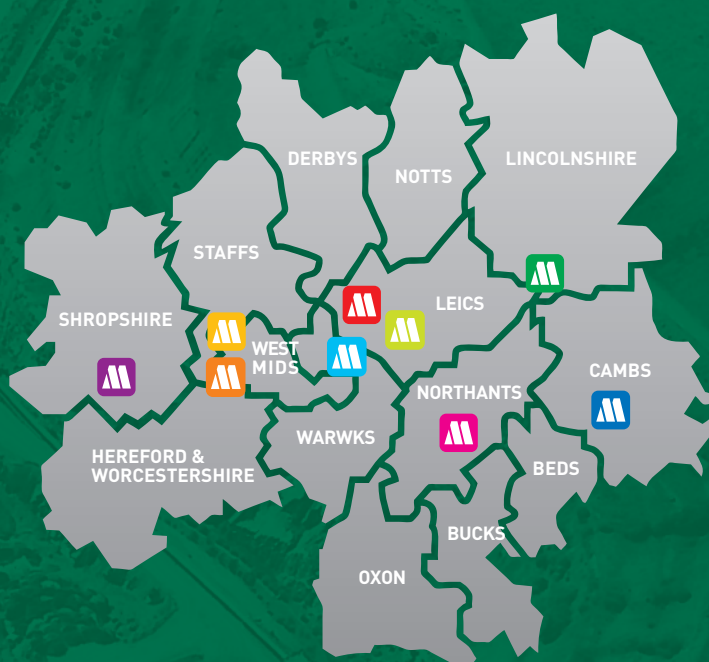 DERBYS
NOTTS
LINCOLNSHIRE
STAFFS
SHROPSHIRE
LEICS
WEST
MIDS
CAMBS
NORTHANTS
WARWKS
HEREFORD &
WORCESTERSHIRE
BEDS
BUCKS
OXON